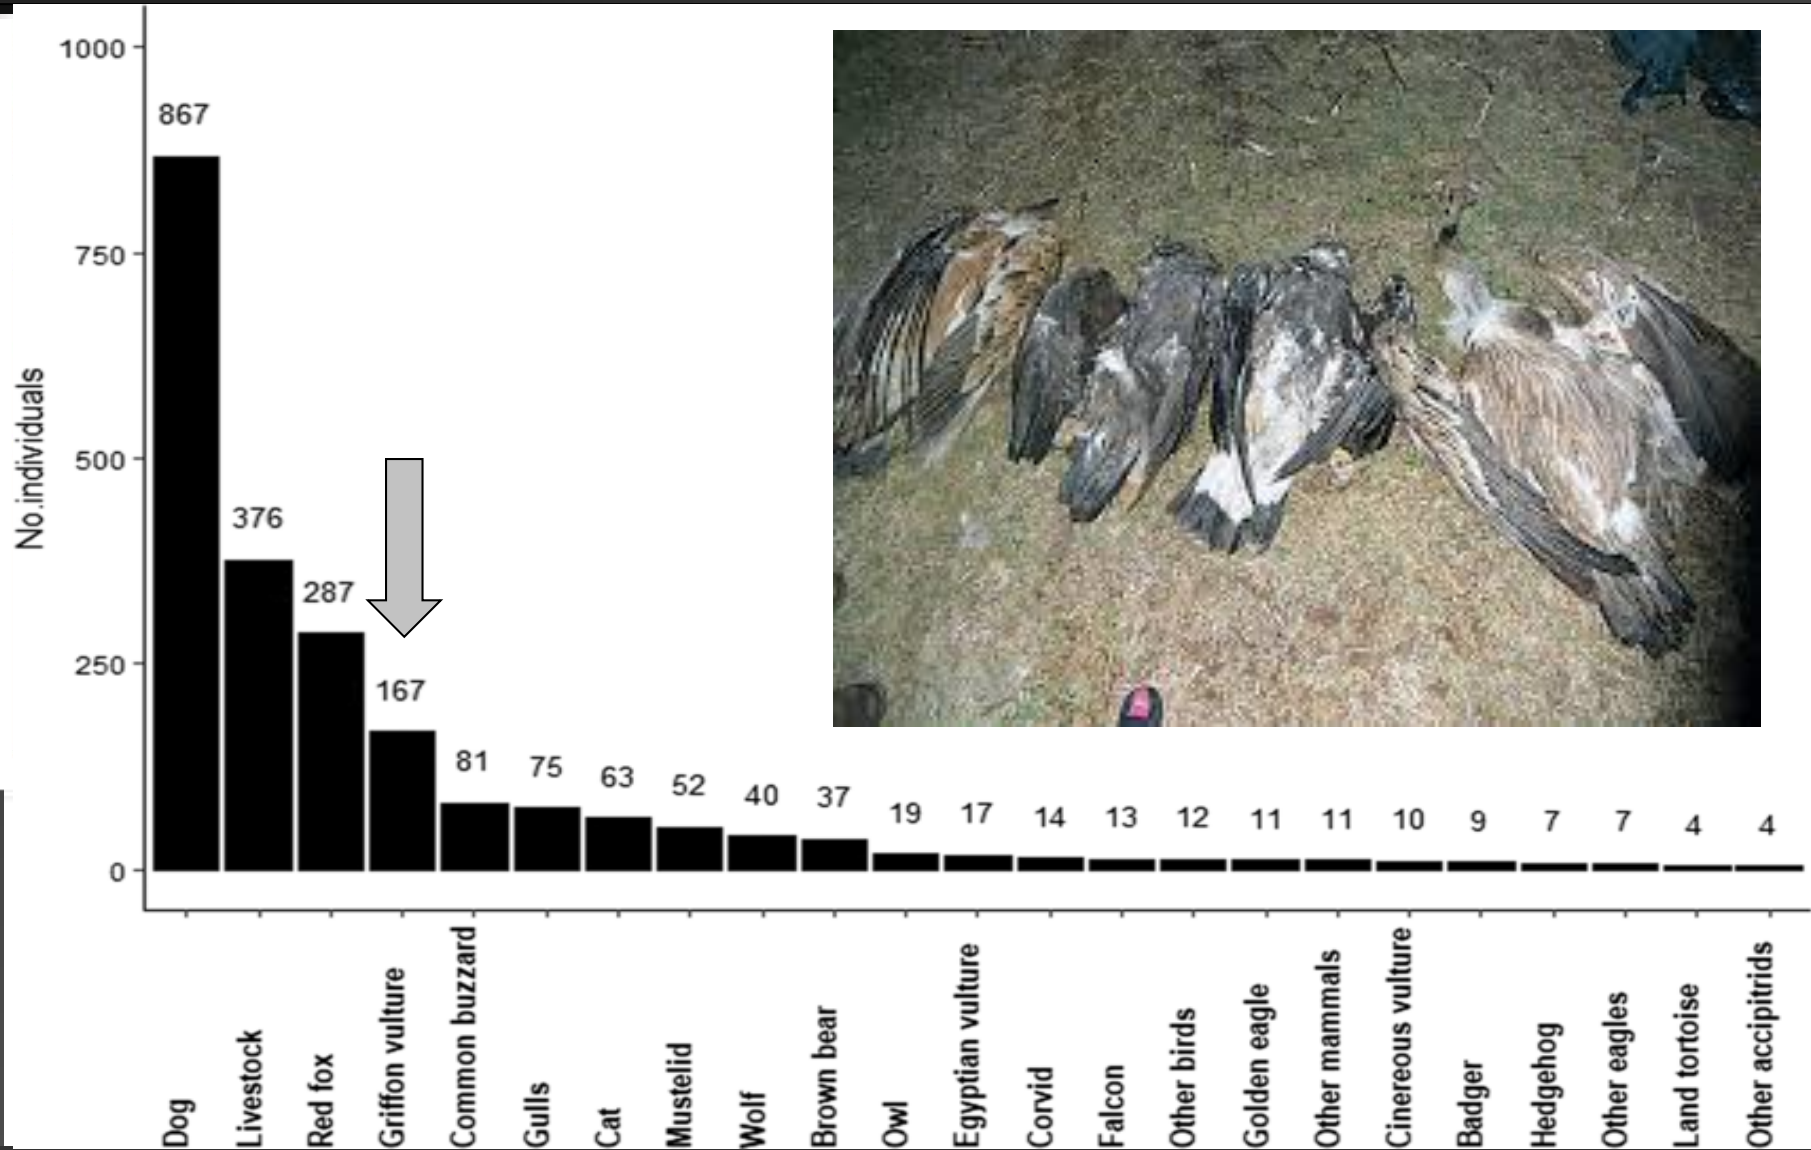 No.individuals
1000
750
500
250
0
867
376
287
167
81
75
63
52
40
37
19
17
14
13
12
11
11
10
9
7
7
4
4
Dog
Livestock
Red fox
Griffon vulture
Common buzzard
Gulls
Cat
Mustelid
Wolf
Brown bear
Owl
Egyptian vulture
Corvid
Falcon
Other birds
Golden eagle
Other mammals
Cinereous vulture
Badger
Hedgehog
Other eagles
Land tortoise
Other accipitrids